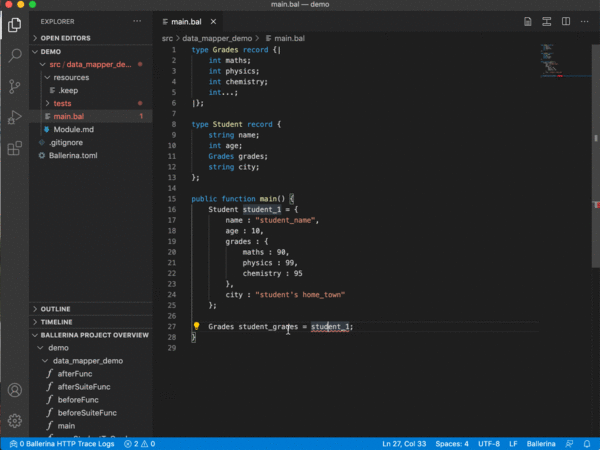 main.bal — demo
EXPLORER
OPEN EDITORS
DEMO
src / data_mapper_de...
resources
.keep
tests
main.bal 1
Module.md
.gitignore
Ballerina.toml
OUTLINE
TIMELINE
BALLERINA PROJECT OVERVIEW
demo
data_mapper_demo
afterFunc
afterSuiteFunc
beforeFunc
beforeSuiteFunc
main
main.bal
src > data_mapper_demo > main.bal
1 type Grades record {|
2 int maths;
3 int physics;
4 int chemistry;
5 int...;
6 |};
7
8 type Student record {
9 string name;
10 int age;
11 Grades grades;
12 string city;
13 };
14
15 public function main() {
16 Student student_1 = {
17 name : "student_name",
18 age : 10,
19 grades : {
20 maths : 90,
21 physics : 99,
22 chemistry : 95
23 },
24 city : "student's home_town"
25 };
26
27 Grades student_grades = student_1;
28 }
29
0 Ballerina HTTP Trace Logs 2 0 Ln 27, Col 33 Spaces: 4 UTF-8 LF Ballerina